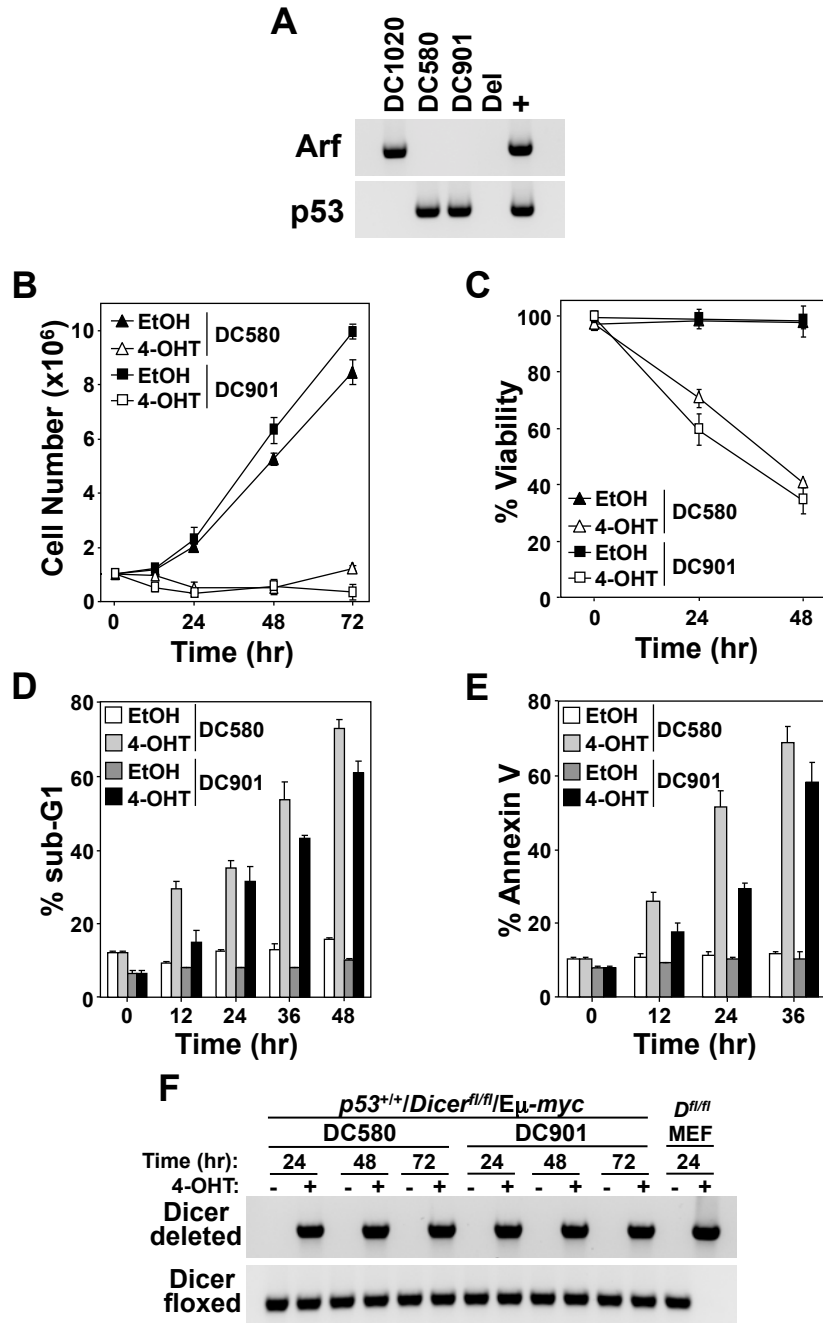 A
DC1020
DC580
DC901
Del
+
Arf
p53
B
EtOH
4-OHT
DC580
EtOH
4-OHT
DC901
Cell Number (x10⁶)
10
8
6
4
2
1
0
0 24 48 72
Time (hr)
C
% Viability
100
80
60
40
20
0
EtOH
4-OHT
DC580
EtOH
4-OHT
DC901
0 24 48
Time (hr)
D
EtOH
4-OHT
DC580
EtOH
4-OHT
DC901
% sub-G1
80
60
40
20
0
0 12 24 36 48
Time (hr)
E
EtOH
4-OHT
DC580
EtOH
4-OHT
DC901
% Annexin V
80
60
40
20
0
0 12 24 36
Time (hr)
F
p53⁺/⁺/Dicerᶠˡ/ᶠˡ/Eμ-myc Dᶠˡ/ᶠˡ
DC580 DC901 MEF
Time (hr): 24 48 72 24 48 72 24
4-OHT: - + - + - + - + - + - + - +
Dicer
deleted
Dicer
floxed